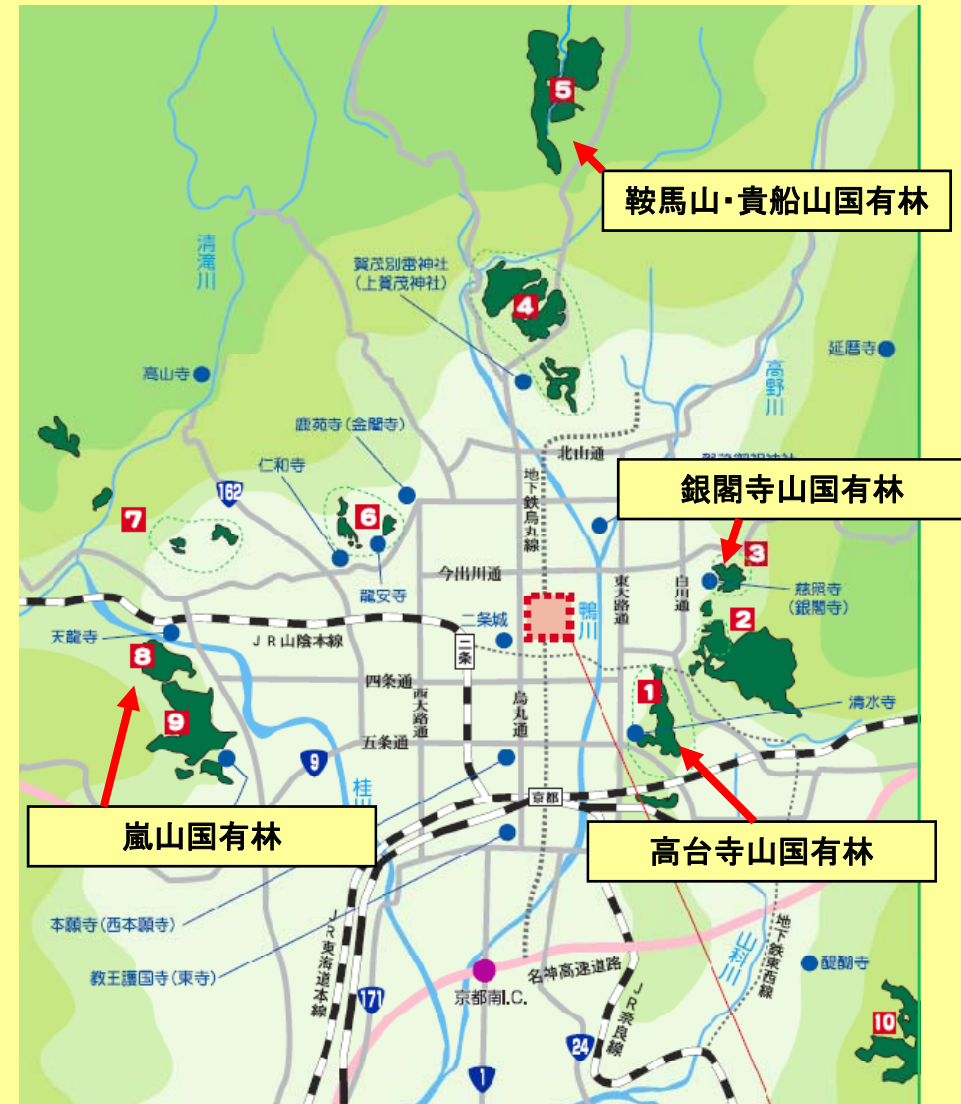 5
鞍馬山・貴船山国有林
清滝川
賀茂別雷神社
(上賀茂神社)
4
延暦寺
高野川
高山寺
鹿苑寺(金閣寺)
北山通
仁和寺
地下鉄烏丸線
162
6
7
銀閣寺山国有林
3
今出川通
東大路通
白川通
慈照寺
(銀閣寺)
龍安寺
鴨川
二条城
2
天龍寺
JR山陰本線
二条
8
四条通
西大路通
烏丸通
1
清水寺
9
五条通
9
桂
京都
嵐山国有林
高台寺山国有林
本願寺(西本願寺)
JR東海道本線
教王護国寺(東寺)
名神高速道路
山科川
地下鉄東西線
醍醐寺
京都南I.C.
JR奈良線
171
10
24
1